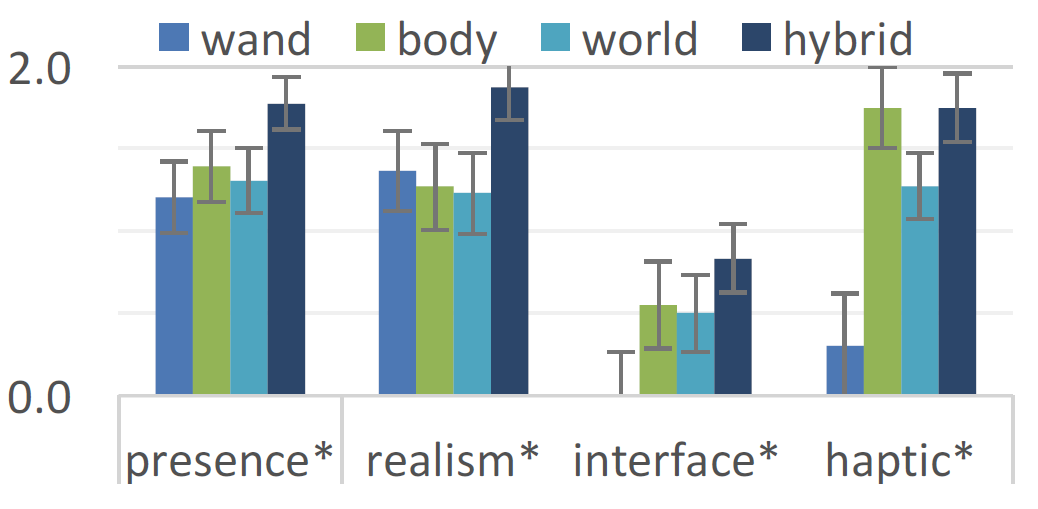 wand body world hybrid
2.0
0.0
presence* realism* interface* haptic*